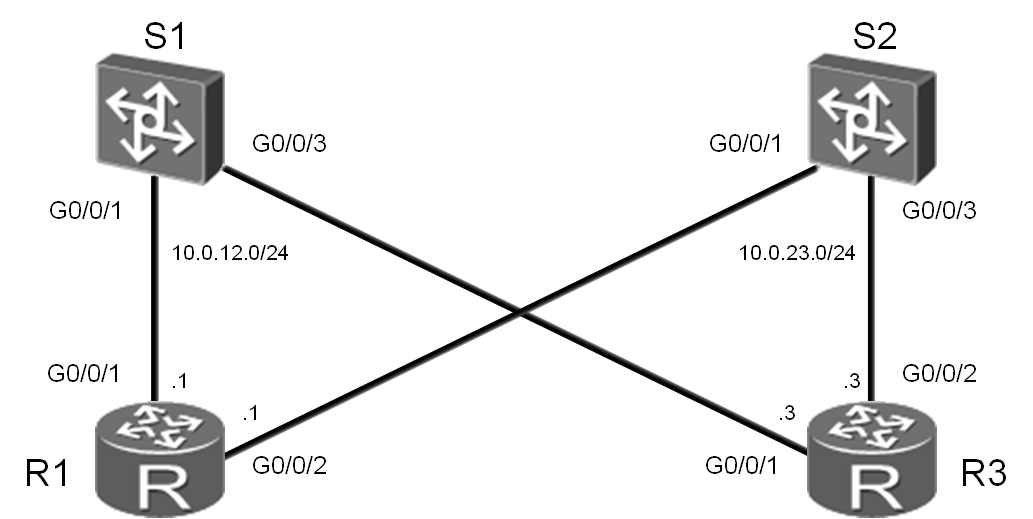 S1
S2
G0/0/3
G0/0/1
G0/0/1
G0/0/3
10.0.12.0/24
10.0.23.0/24
G0/0/1
.1
.3
G0/0/2
.1
.3
R1
R
G0/0/2
G0/0/1
R
R3